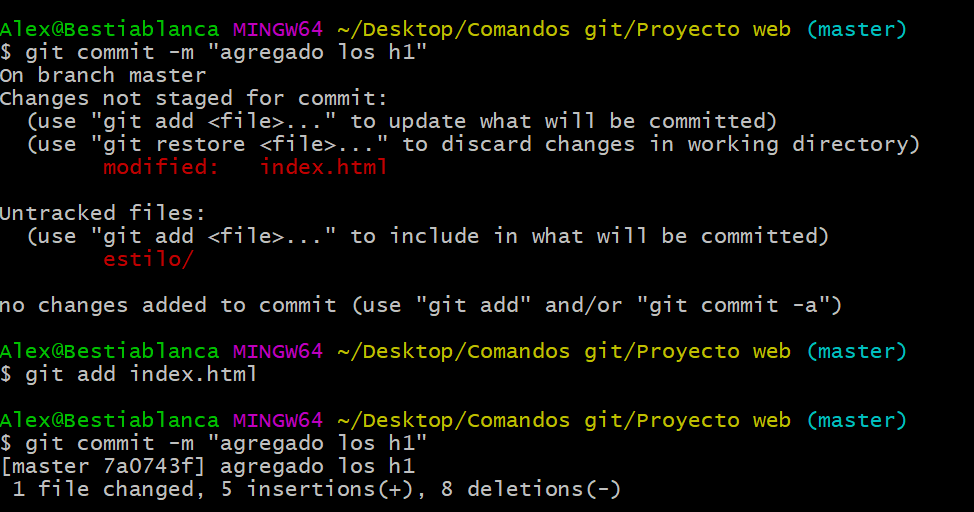 Alex@Bestiablanca MINGW64 ~/Desktop/Comandos git/Proyecto web (master)
$ git commit -m "agregado los h1"
On branch master
Changes not staged for commit:
  (use "git add <file>..." to update what will be committed)
  (use "git restore <file>..." to discard changes in working directory)
        modified:   index.html

Untracked files:
  (use "git add <file>..." to include in what will be committed)
        estilo/

no changes added to commit (use "git add" and/or "git commit -a")

Alex@Bestiablanca MINGW64 ~/Desktop/Comandos git/Proyecto web (master)
$ git add index.html

Alex@Bestiablanca MINGW64 ~/Desktop/Comandos git/Proyecto web (master)
$ git commit -m "agregado los h1"
[master 7a0743f] agregado los h1
 1 file changed, 5 insertions(+), 8 deletions(-)